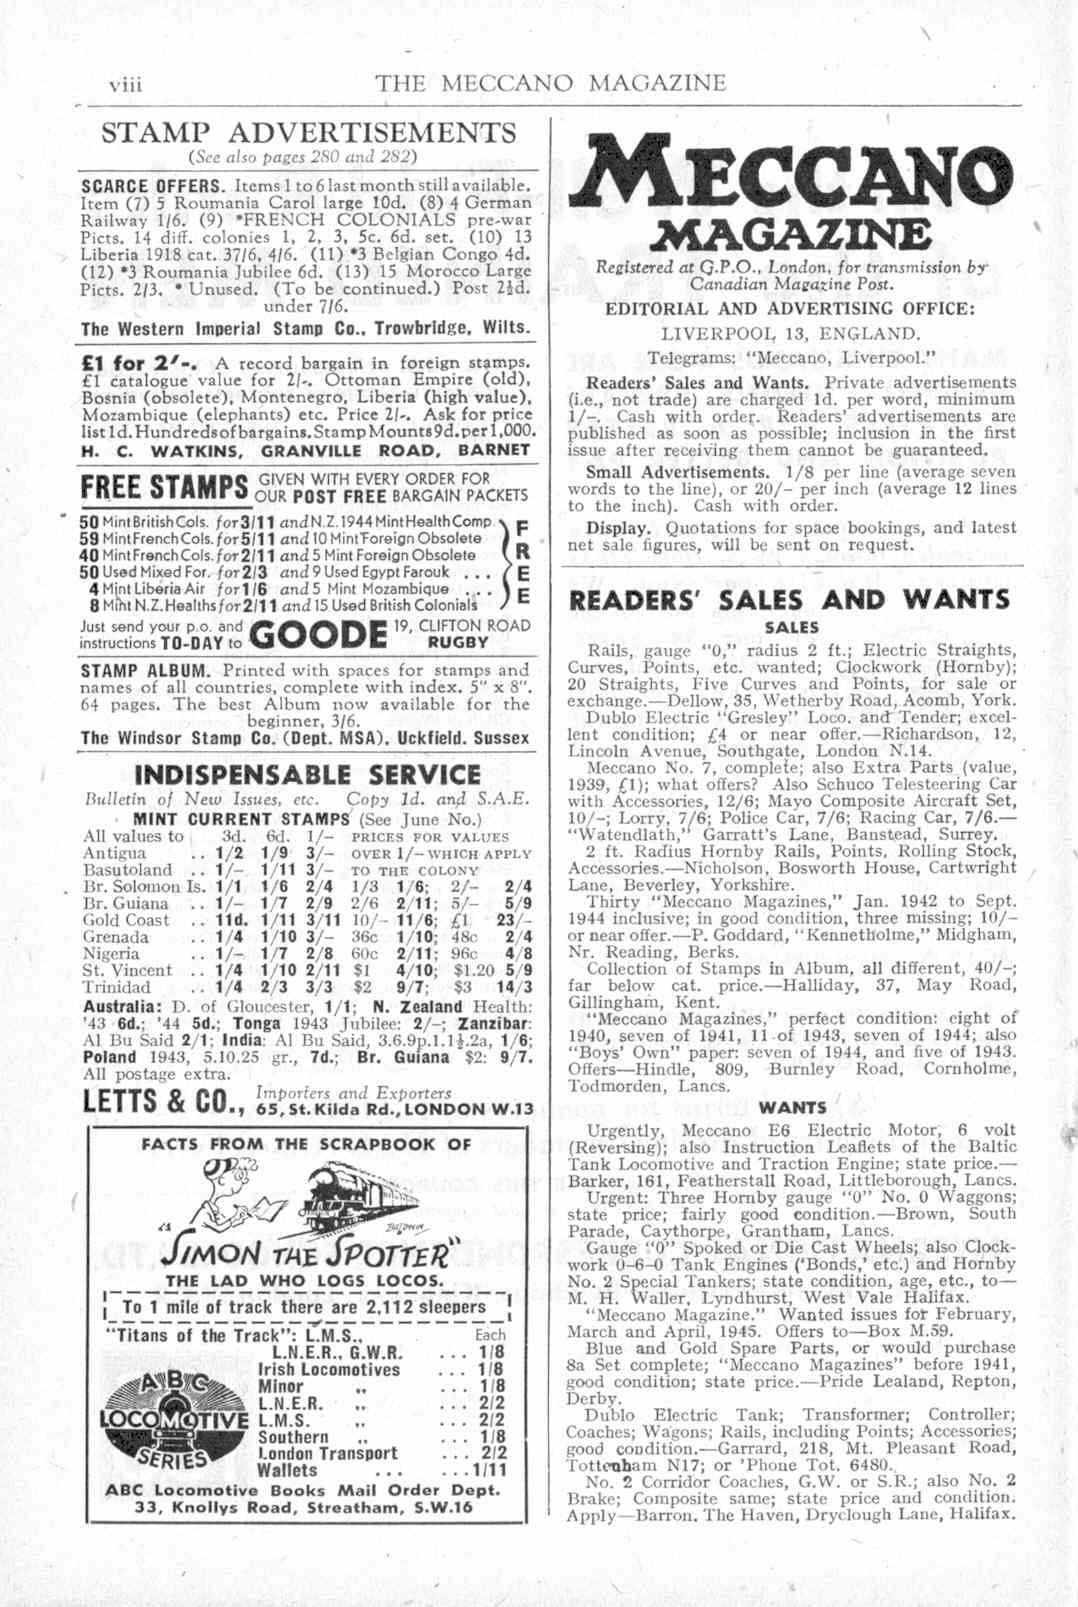 viii
THE MECCANO MAGAZINE
STAMP ADVERTISEMENTS
(See also pages 280 and 282)
SCARCE OFFERS. Items 1 to 6 last month still available.
Item (7) 5 Roumania Carol large 10d. (8) 4 German
Railway 1/6. (9) *FRENCH COLONIALS pre-war
Picts. 14 diff. colonies 1, 2, 3, 5c. 6d. set. (10) 13
Liberia 1918 cat. 37/6, 4/6. (11) *3 Belgian Congo 4d.
(12) *3 Roumania Jubilee 6d. (13) 15 Morocco Large
Picts. 2/3. * Unused. (To be continued.) Post 2½d.
under 7/6.
The Western Imperial Stamp Co., Trowbridge, Wilts.
£1 for 2/-. A record bargain in foreign stamps.
£1 catalogue value for 2/-. Ottoman Empire (old),
Bosnia (obsolete), Montenegro, Liberia (high value),
Mozambique (elephants) etc. Price 2/-. Ask for price
list 1d. Hundreds of bargains. Stamp Mounts 9d. per 1,000.
H. C. WATKINS, GRANVILLE ROAD, BARNET
FREE STAMPS GIVEN WITH EVERY ORDER FOR
OUR POST FREE BARGAIN PACKETS
50 Mint British Cols. for 3/11 and N.Z. 1944 Mint Health Comp.
59 Mint French Cols. for 5/11 and 10 Mint Foreign Obsolete
40 Mint French Cols. for 2/11 and 5 Mint Foreign Obsolete
50 Used Mixed For. for 2/3 and 9 Used Egypt Farouk ...
4 Mint Liberia Air for 1/6 and 5 Mint Mozambique ...
8 Mint N.Z. Healths for 2/11 and 15 Used British Colonials
FREE
Just send your p.o. and
instructions TO-DAY to
GOODE
19, CLIFTON ROAD
RUGBY
STAMP ALBUM. Printed with spaces for stamps and
names of all countries, complete with index. 5" x 8".
64 pages. The best Album now available for the
beginner, 3/6.
The Windsor Stamp Co. (Dept. MSA), Uckfield. Sussex
INDISPENSABLE SERVICE
Bulletin of New Issues, etc. Copy 1d. and S.A.E.
MINT CURRENT STAMPS (See June No.)
All values to 3d. 6d. 1/- PRICES FOR VALUES
Antigua .. 1/2 1/9 3/- OVER 1/- WHICH APPLY
Basutoland .. 1/- 1/11 3/- TO THE COLONY
Br. Solomon Is. 1/1 1/6 2/4 1/3 1/6; 2/- 2/4
Br. Guiana .. 1/- 1/7 2/9 2/6 2/11; 5/- 5/9
Gold Coast .. 11d. 1/11 3/11 10/- 11/6; £1 23/-
Grenada .. 1/4 1/10 3/- 36c 1/10; 48c 2/4
Nigeria .. 1/- 1/7 2/8 60c 2/11; 96c 4/8
St. Vincent .. 1/4 1/10 2/11 $1 4/10; $1.20 5/9
Trinidad .. 1/4 2/3 3/3 $2 9/7; $3 14/3
Australia: D. of Gloucester, 1/1; N. Zealand Health:
'43 6d.; '44 5d.; Tonga 1943 Jubilee: 2/-; Zanzibar:
Al Bu Said 2/1; India: Al Bu Said, 3.6.9p.1.1½.2a, 1/6;
Poland 1943, 5.10.25 gr., 7d.; Br. Guiana $2: 9/7.
All postage extra.
LETTS & CO., Importers and Exporters
65, St. Kilda Rd., LONDON W.13
FACTS FROM THE SCRAPBOOK OF
"SIMON THE SPOTTER"
THE LAD WHO LOGS LOCOS.
To 1 mile of track there are 2,112 sleepers
"Titans of the Track": L.M.S., Each
L.N.E.R., G.W.R. ... 1/8
Irish Locomotives ... 1/8
Minor ,, ... 1/8
L.N.E.R. ,, ... 2/2
L.M.S. ,, ... 2/2
Southern ,, ... 1/8
London Transport ... 2/2
Wallets ... ... 1/11
ABC
LOCOMOTIVE
SERIES
ABC Locomotive Books Mail Order Dept.
33, Knollys Road, Streatham, S.W.16
MECCANO
MAGAZINE
Registered at G.P.O., London, for transmission by
Canadian Magazine Post.
EDITORIAL AND ADVERTISING OFFICE:
LIVERPOOL 13, ENGLAND.
Telegrams: "Meccano, Liverpool."
Readers' Sales and Wants. Private advertisements
(i.e., not trade) are charged 1d. per word, minimum
1/-. Cash with order. Readers' advertisements are
published as soon as possible; inclusion in the first
issue after receiving them cannot be guaranteed.
Small Advertisements. 1/8 per line (average seven
words to the line), or 20/- per inch (average 12 lines
to the inch). Cash with order.
Display. Quotations for space bookings, and latest
net sale figures, will be sent on request.
READERS' SALES AND WANTS
SALES
Rails, gauge "0," radius 2 ft.; Electric Straights,
Curves, Points, etc. wanted; Clockwork (Hornby);
20 Straights, Five Curves and Points, for sale or
exchange.—Dellow, 35, Wetherby Road, Acomb, York.
Dublo Electric "Gresley" Loco. and Tender; excel-
lent condition; £4 or near offer.—Richardson, 12,
Lincoln Avenue, Southgate, London N.14.
Meccano No. 7, complete; also Extra Parts (value,
1939, £1); what offers? Also Schuco Telesteering Car
with Accessories, 12/6; Mayo Composite Aircraft Set,
10/-; Lorry, 7/6; Police Car, 7/6; Racing Car, 7/6.—
"Watendlath," Garratt's Lane, Banstead, Surrey.
2 ft. Radius Hornby Rails, Points, Rolling Stock,
Accessories.—Nicholson, Bosworth House, Cartwright
Lane, Beverley, Yorkshire.
Thirty "Meccano Magazines," Jan. 1942 to Sept.
1944 inclusive; in good condition, three missing; 10/-
or near offer.—P. Goddard, "Kennetholme," Midgham,
Nr. Reading, Berks.
Collection of Stamps in Album, all different, 40/-;
far below cat. price.—Halliday, 37, May Road,
Gillingham, Kent.
"Meccano Magazines," perfect condition: eight of
1940, seven of 1941, 11 of 1943, seven of 1944; also
"Boys' Own" paper: seven of 1944, and five of 1943.
Offers—Hindle, 809, Burnley Road, Cornholme,
Todmorden, Lancs.
WANTS
Urgently, Meccano E6 Electric Motor, 6 volt
(Reversing); also Instruction Leaflets of the Baltic
Tank Locomotive and Traction Engine; state price.—
Barker, 161, Featherstall Road, Littleborough, Lancs.
Urgent: Three Hornby gauge "0" No. 0 Waggons;
state price; fairly good condition.—Brown, South
Parade, Caythorpe, Grantham, Lancs.
Gauge "0" Spoked or Die Cast Wheels; also Clock-
work 0-6-0 Tank Engines ('Bonds,' etc.) and Hornby
No. 2 Special Tankers; state condition, age, etc., to—
M. H. Waller, Lyndhurst, West Vale Halifax.
"Meccano Magazine." Wanted issues for February,
March and April, 1945. Offers to—Box M.59.
Blue and Gold Spare Parts, or would purchase
8a Set complete; "Meccano Magazines" before 1941,
good condition; state price.—Pride Lealand, Repton,
Derby.
Dublo Electric Tank; Transformer; Controller;
Coaches; Wagons; Rails, including Points; Accessories;
good condition.—Garrard, 218, Mt. Pleasant Road,
Tottenham N17; or 'Phone Tot. 6480.
No. 2 Corridor Coaches, G.W. or S.R.; also No. 2
Brake; Composite same; state price and condition.
Apply—Barron. The Haven, Dryclough Lane, Halifax.